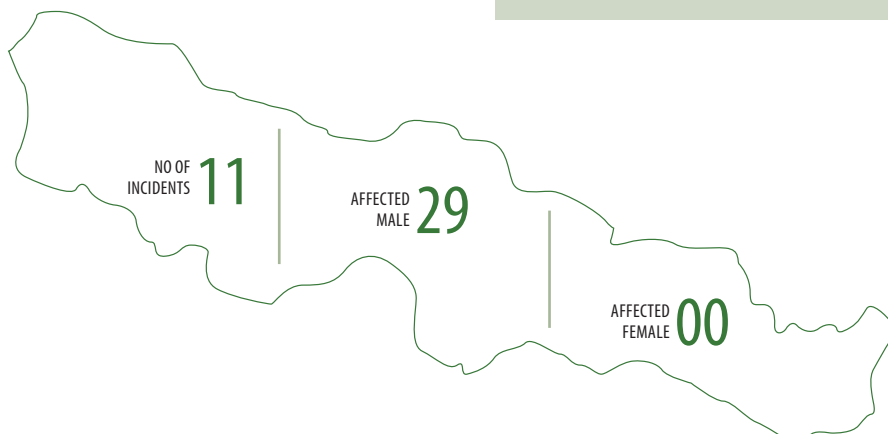 NO OF
INCIDENTS 11
AFFECTED
MALE 29
AFFECTED
FEMALE 00